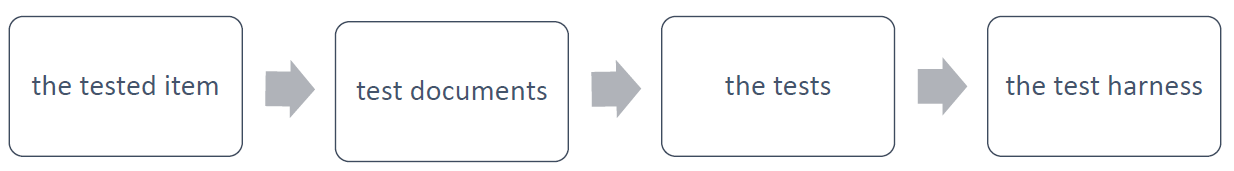 the tested item
test documents
the tests
the test harness